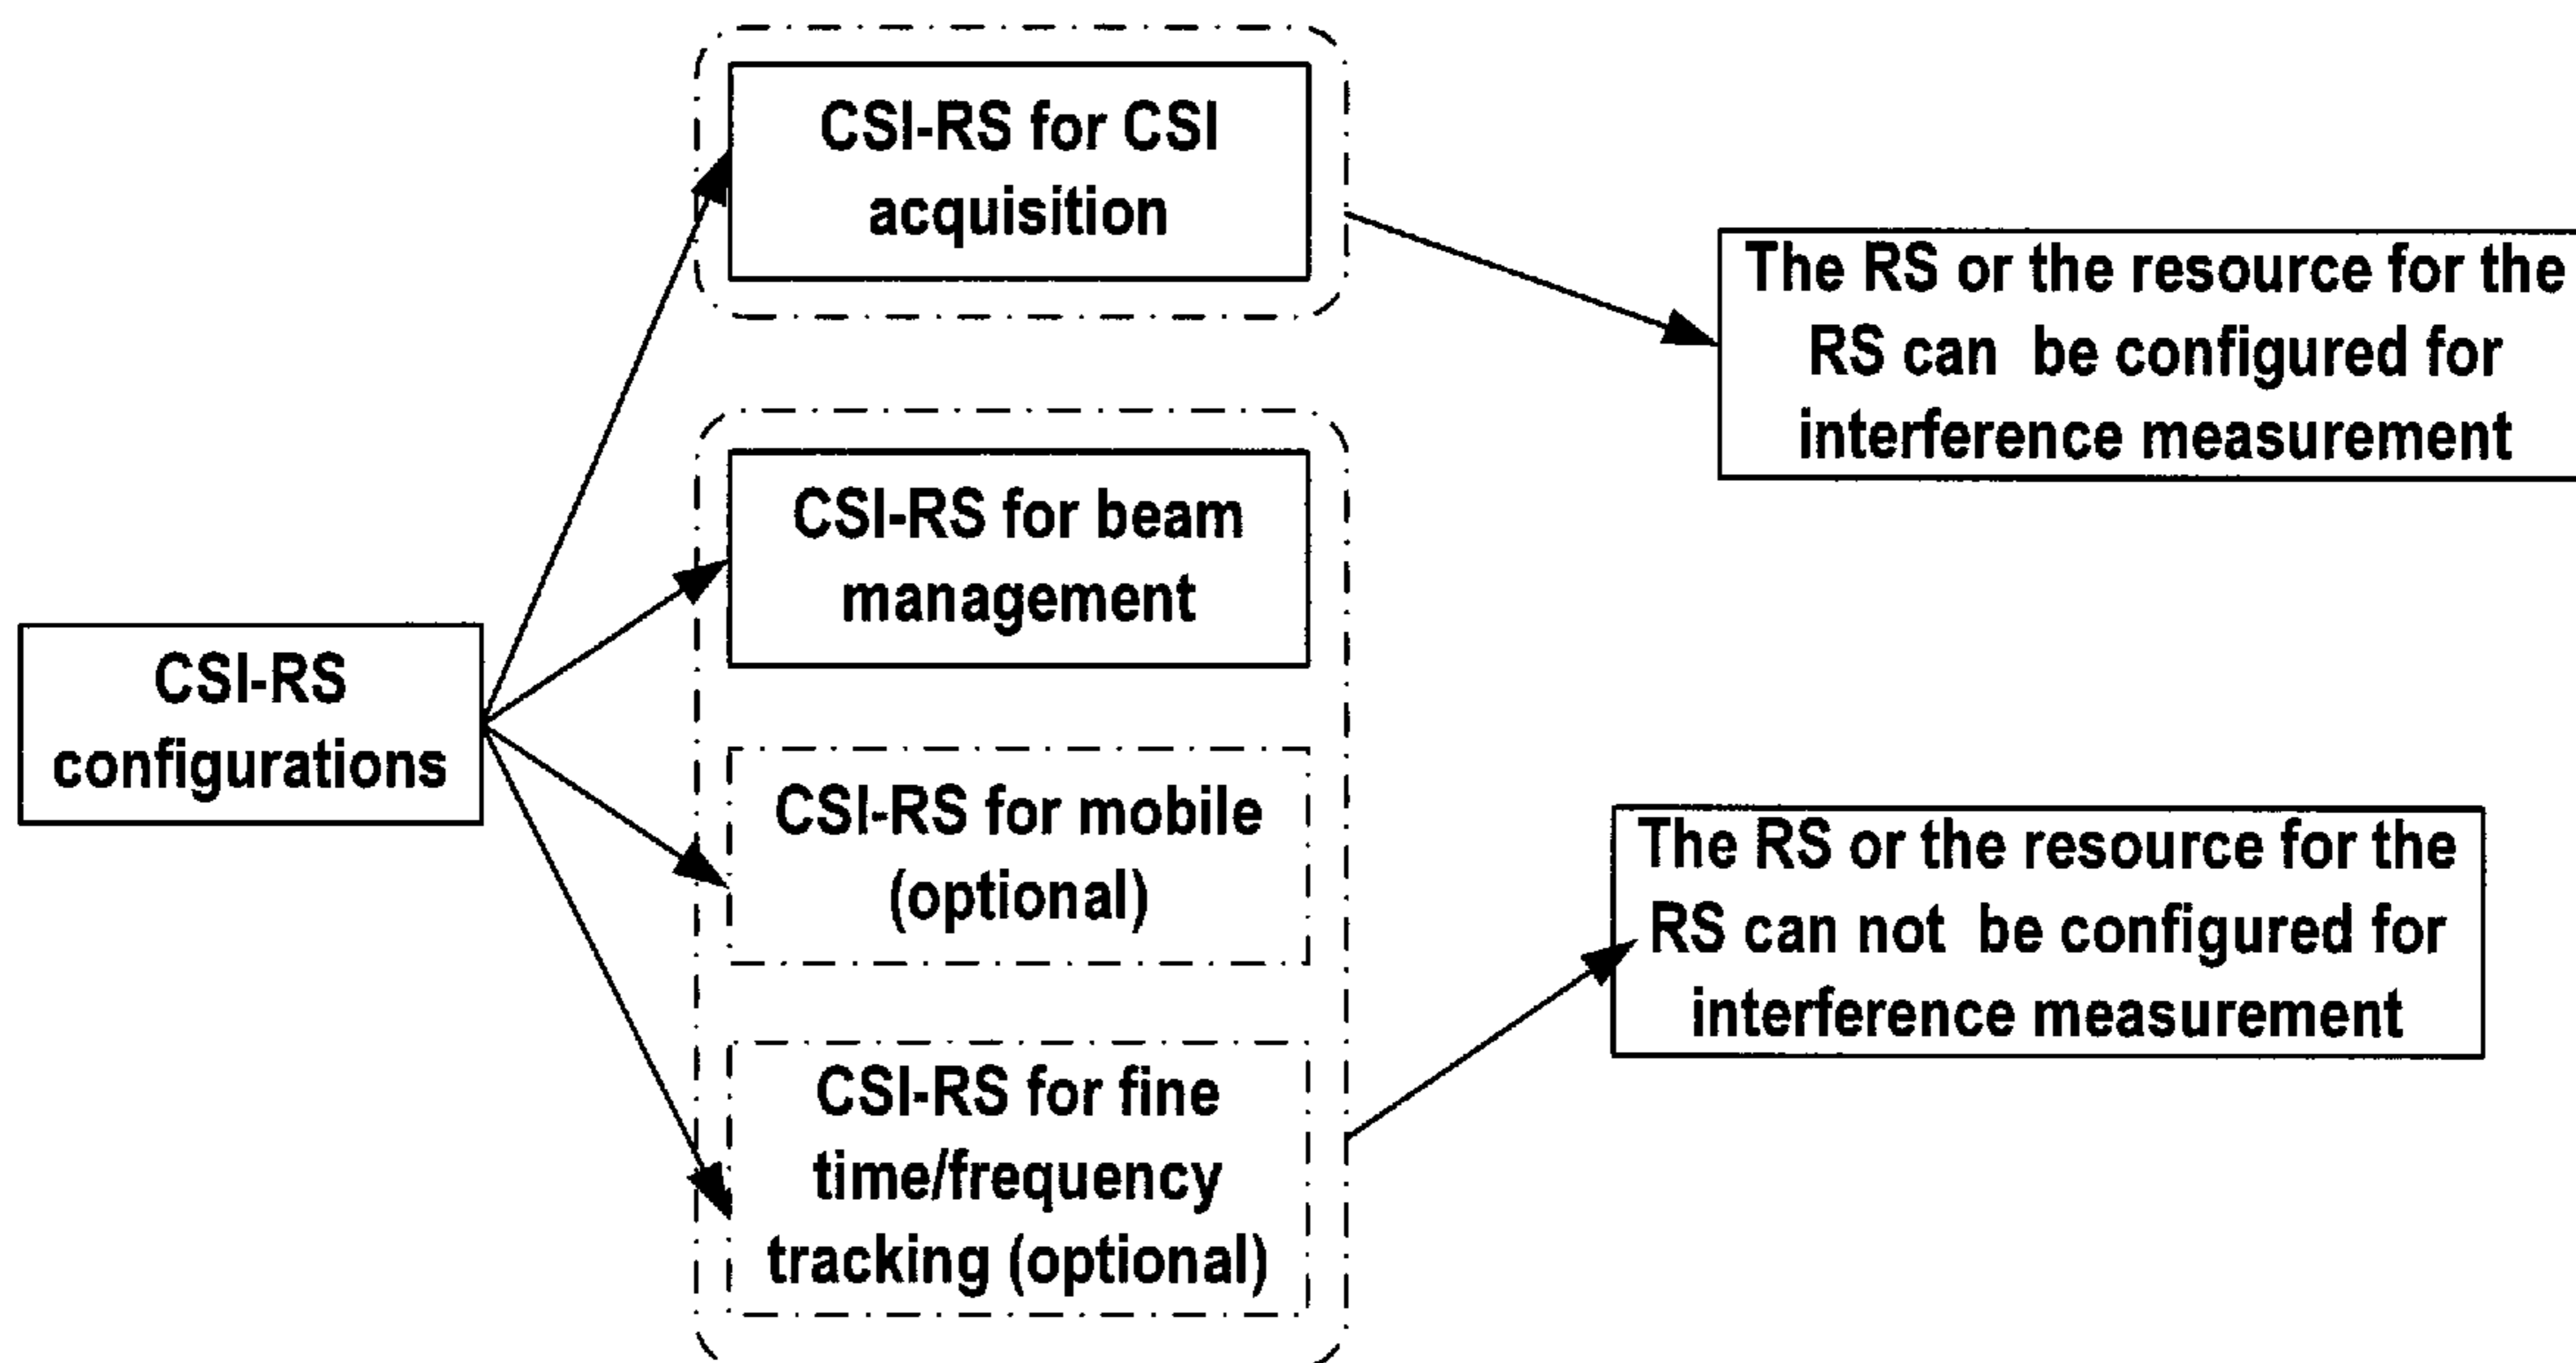 CSI-RS for CSI
acquisition
The RS or the resource for the
RS can be configured for
interference measurement
CSI-RS for beam
management
CSI-RS
configurations
CSI-RS for mobile
(optional)
The RS or the resource for the
RS can not be configured for
interference measurement
CSI-RS for fine
time/frequency
tracking (optional)